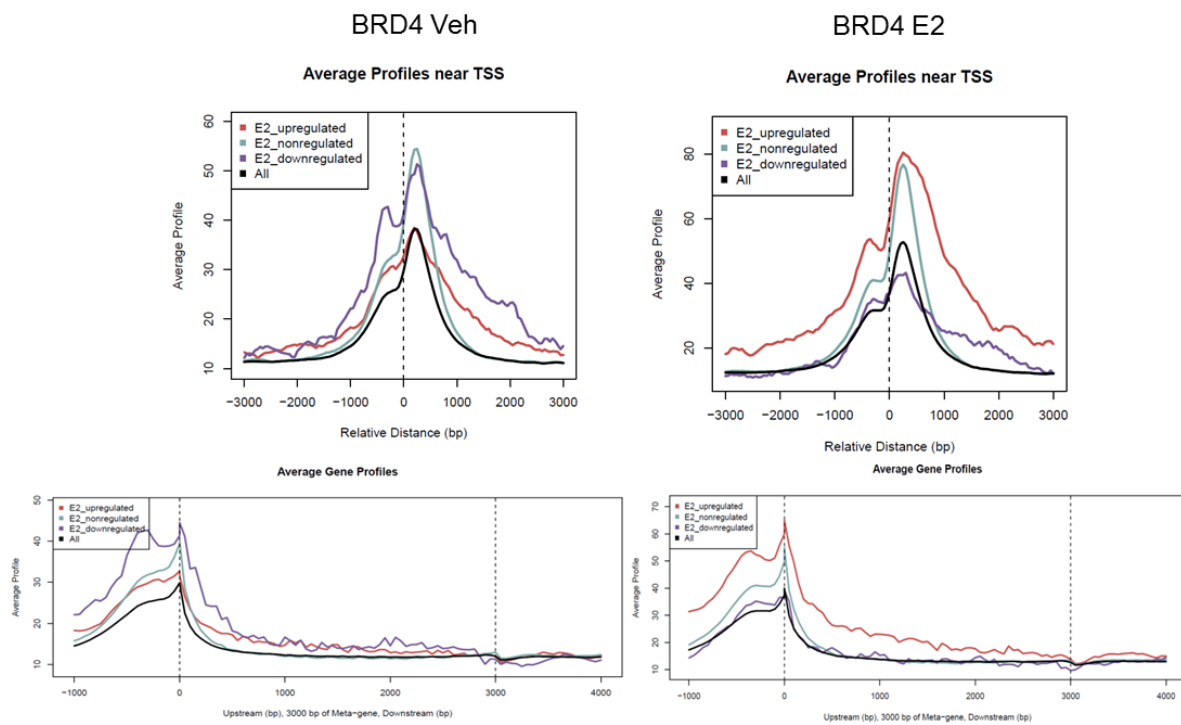 BRD4 Veh
BRD4 E2
Average Profiles near TSS
Average Profiles near TSS
Average Profile
60
50
40
30
20
10
E2_upregulated
E2_nonregulated
E2_downregulated
All
−3000 −2000 −1000 0 1000 2000 3000
Relative Distance (bp)
Average Profile
80
60
40
20
E2_upregulated
E2_nonregulated
E2_downregulated
All
−3000 −2000 −1000 0 1000 2000 3000
Relative Distance (bp)
Average Gene Profiles
Average Profile
50
40
30
20
10
E2_upregulated
E2_nonregulated
E2_downregulated
All
−1000 0 1000 2000 3000 4000
Upstream (bp), 3000 bp of Meta-gene, Downstream (bp)
Average Gene Profiles
Average Profile
70
60
50
40
30
20
10
E2_upregulated
E2_nonregulated
E2_downregulated
All
−1000 0 1000 2000 3000 4000
Upstream (bp), 3000 bp of Meta-gene, Downstream (bp)